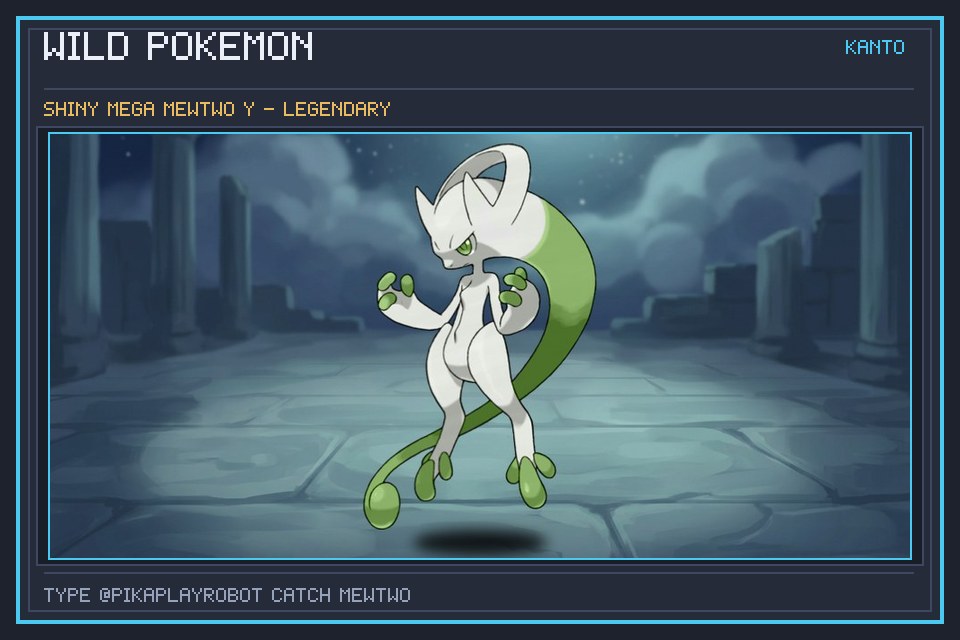 WILD POKEMON
KANTO
SHINY MEGA MEWTWO Y - LEGENDARY
TYPE @PIKAPLAYROBOT CATCH MEWTWO